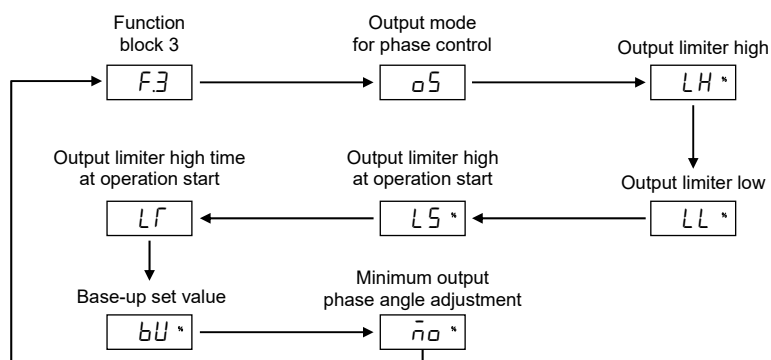 Function
block 3
F.3
Output mode
for phase control
oS
Output limiter high
LH %
Output limiter high time
at operation start
LT
Output limiter high
at operation start
LS %
Output limiter low
LL %
Base-up set value
bU %
Minimum output
phase angle adjustment
n̄o %